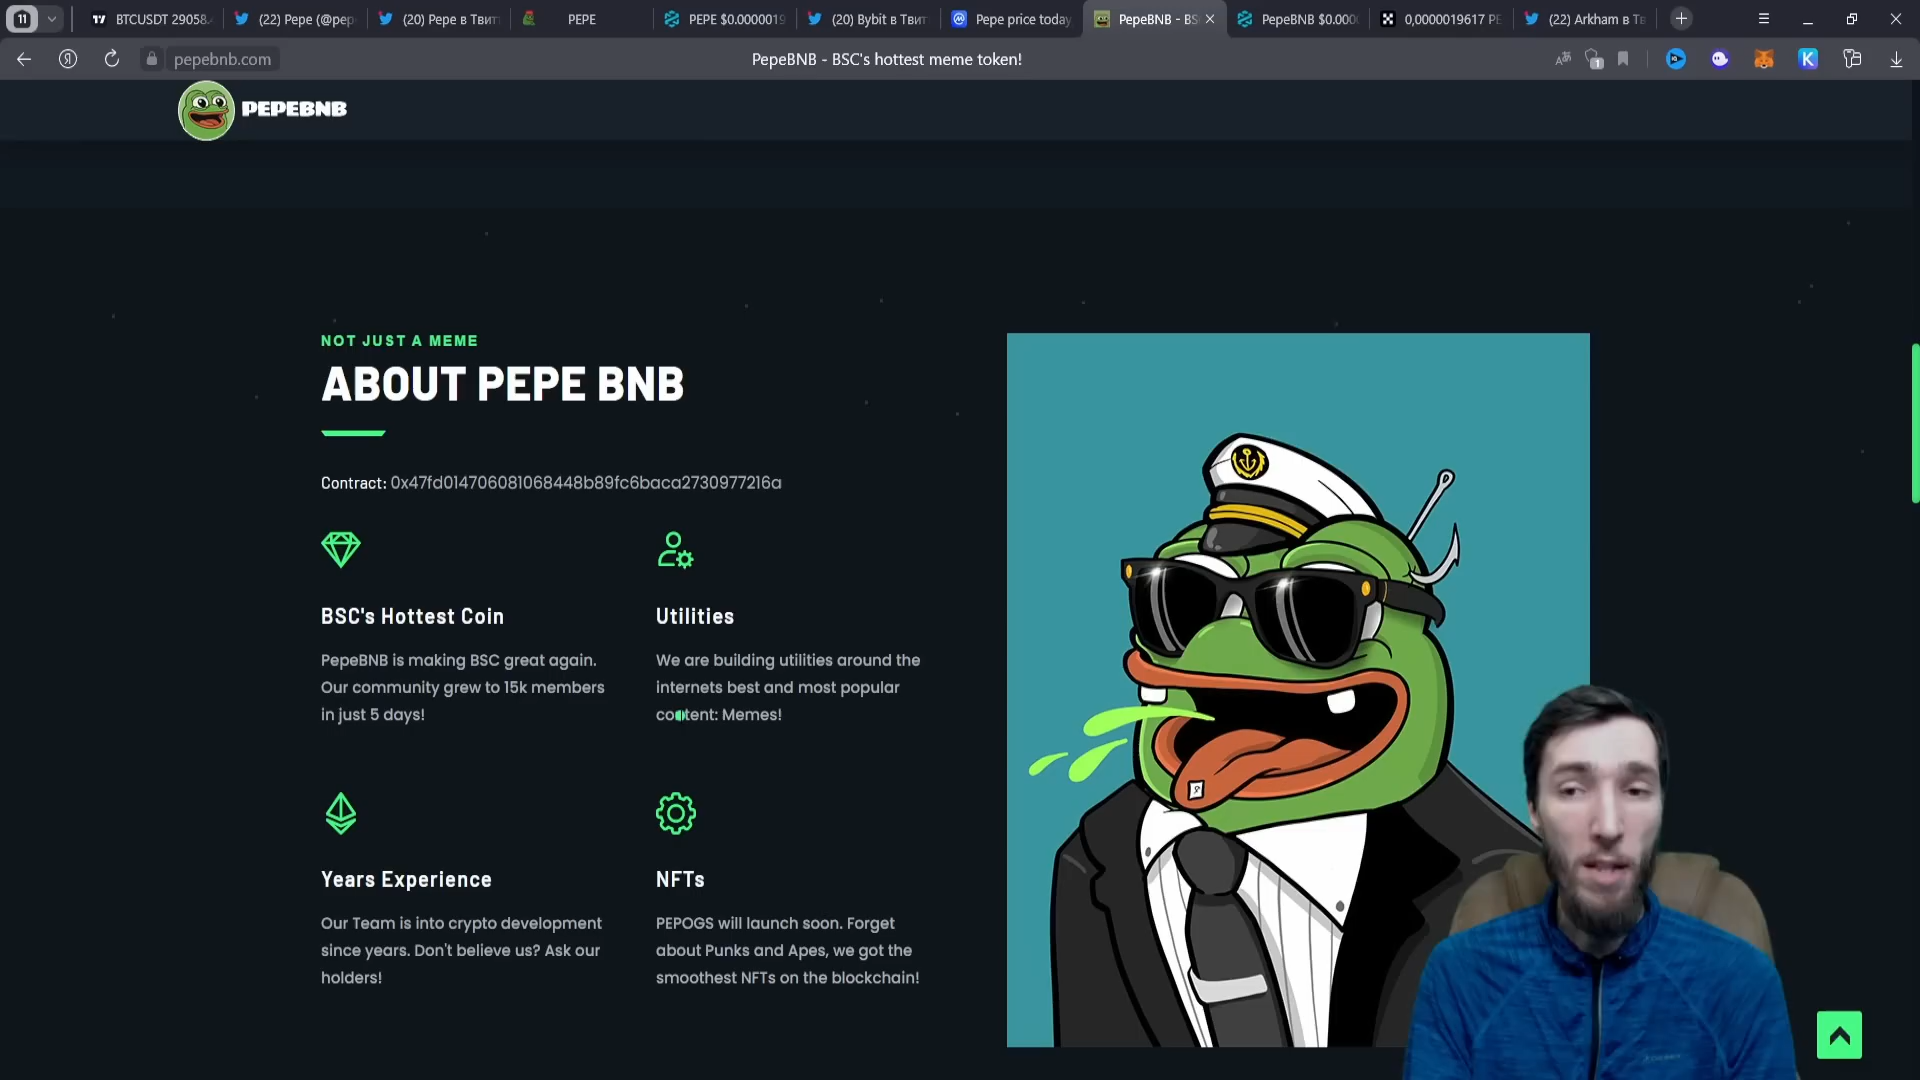 11
BTCUSDT 29058.
(22) Pepe (@pep
(20) Pepe в Твит
PEPE
PEPE $0.0000019
(20) Bybit в Твит
Pepe price today
PepeBNB - BS
PepeBNB $0.000
0,0000019617 PE
(22) Arkham в Тв
pepebnb.com
PepeBNB - BSC's hottest meme token!
1
K
PEPEBNB
NOT JUST A MEME
ABOUT PEPE BNB
Contract: 0x47fd014706081068448b89fc6baca2730977216a
BSC's Hottest Coin
PepeBNB is making BSC great again.
Our community grew to 15k members
in just 5 days!
Utilities
We are building utilities around the
internets best and most popular
content: Memes!
Years Experience
Our Team is into crypto development
since years. Don't believe us? Ask our
holders!
NFTs
PEPOGS will launch soon. Forget
about Punks and Apes, we got the
smoothest NFTs on the blockchain!